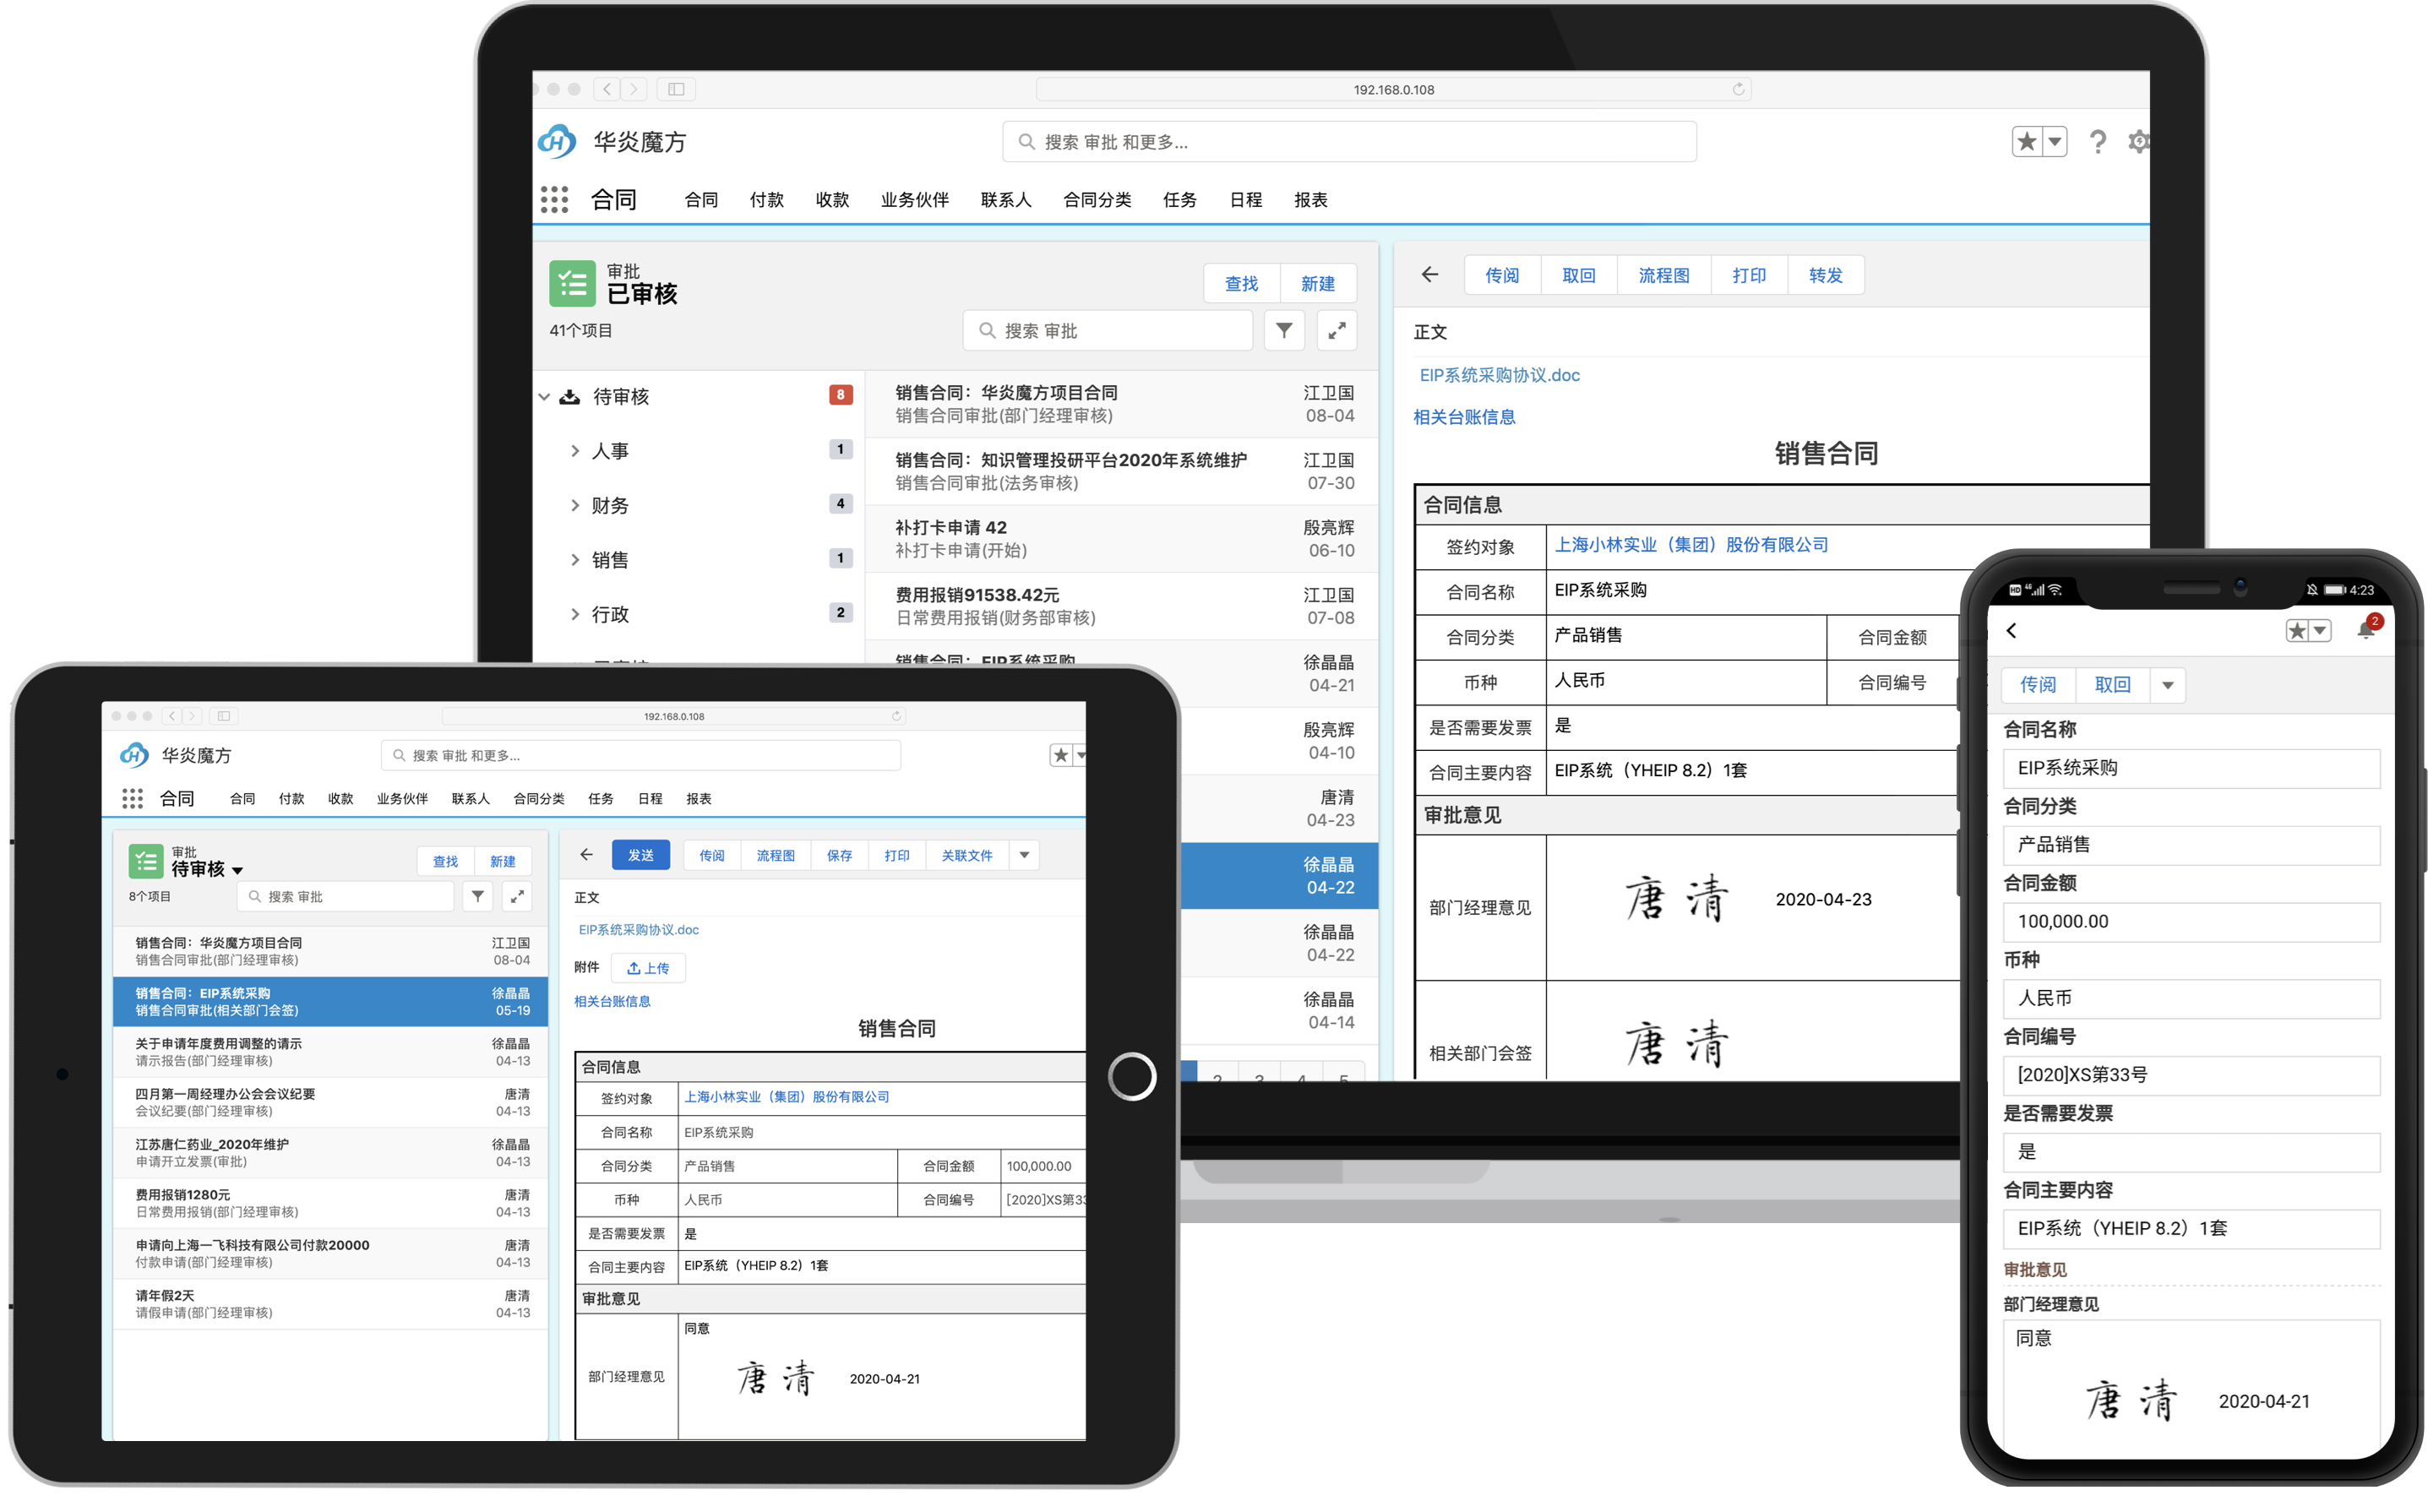 192.168.0.108
华炎魔方
搜索 审批 和更多...
合同 合同 付款 收款 业务伙伴 联系人 合同分类 任务 日程 报表
审批
已审核
查找 新建
41个项目
搜索 审批
待审核 8
人事 1
财务 4
销售 1
行政 2
销售合同：华炎魔方项目合同 江卫国
销售合同审批(部门经理审核) 08-04
销售合同：知识管理投研平台2020年系统维护 江卫国
销售合同审批(法务审核) 07-30
补打卡申请 42 殷亮辉
补打卡申请(开始) 06-10
费用报销91538.42元 江卫国
日常费用报销(财务部审核) 07-08
销售合同：EIP系统采购 徐晶晶
04-21
殷亮辉
04-10
唐清
04-23
徐晶晶
04-22
徐晶晶
04-22
徐晶晶
04-14
2 3 4 5
传阅 取回 流程图 打印 转发
正文
EIP系统采购协议.doc
相关台账信息
销售合同
合同信息
签约对象 上海小林实业（集团）股份有限公司
合同名称 EIP系统采购
合同分类 产品销售 合同金额
币种 人民币 合同编号
是否需要发票 是
合同主要内容 EIP系统（YHEIP 8.2）1套
审批意见
部门经理意见 唐清 2020-04-23
相关部门会签 唐清
192.168.0.108
华炎魔方
搜索 审批 和更多...
合同 合同 付款 收款 业务伙伴 联系人 合同分类 任务 日程 报表
审批
待审核
查找 新建
8个项目
搜索 审批
销售合同：华炎魔方项目合同 江卫国
销售合同审批(部门经理审核) 08-04
销售合同：EIP系统采购 徐晶晶
销售合同审批(相关部门会签) 05-19
关于申请年度费用调整的请示 徐晶晶
请示报告(部门经理审核) 04-13
四月第一周经理办公会会议纪要 唐清
会议纪要(部门经理审核) 04-13
江苏唐仁药业_2020年维护 徐晶晶
申请开立发票(审批) 04-13
费用报销1280元 唐清
日常费用报销(部门经理审核) 04-13
申请向上海一飞科技有限公司付款20000 唐清
付款申请(部门经理审核) 04-13
请年假2天 唐清
请假申请(部门经理审核) 04-13
发送 传阅 流程图 保存 打印 关联文件
正文
EIP系统采购协议.doc
附件 上传
相关台账信息
销售合同
合同信息
签约对象 上海小林实业（集团）股份有限公司
合同名称 EIP系统采购
合同分类 产品销售 合同金额 100,000.00
币种 人民币 合同编号 [2020]XS第33
是否需要发票 是
合同主要内容 EIP系统（YHEIP 8.2）1套
审批意见
同意
部门经理意见 唐清 2020-04-21
HD 4G 4:23
2
传阅 取回
合同名称
EIP系统采购
合同分类
产品销售
合同金额
100,000.00
币种
人民币
合同编号
[2020]XS第33号
是否需要发票
是
合同主要内容
EIP系统（YHEIP 8.2）1套
审批意见
部门经理意见
同意
唐清 2020-04-21